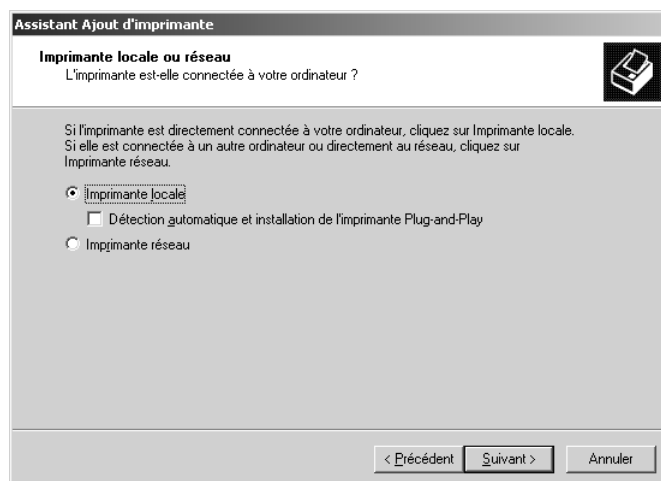 Assistant Ajout d'imprimante
Imprimante locale ou réseau
L'imprimante est-elle connectée à votre ordinateur ?
Si l'imprimante est directement connectée à votre ordinateur, cliquez sur Imprimante locale.
Si elle est connectée à un autre ordinateur ou directement au réseau, cliquez sur
Imprimante réseau.
Imprimante locale
Détection automatique et installation de l'imprimante Plug-and-Play
Imprimante réseau
< Précédent Suivant > Annuler